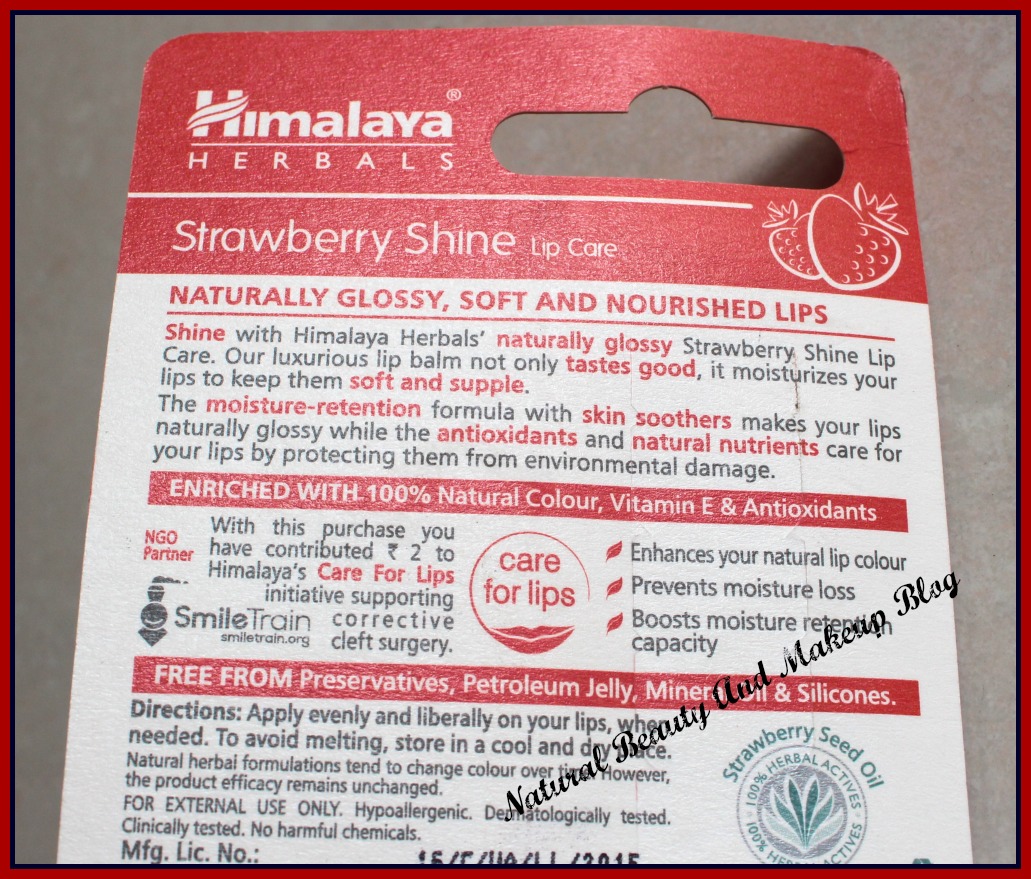 Himalaya®
HERBALS
Strawberry Shine Lip Care
NATURALLY GLOSSY, SOFT AND NOURISHED LIPS
Shine with Himalaya Herbals' naturally glossy Strawberry Shine Lip
Care. Our luxurious lip balm not only tastes good, it moisturizes your
lips to keep them soft and supple.
The moisture-retention formula with skin soothers makes your lips
naturally glossy while the antioxidants and natural nutrients care for
your lips by protecting them from environmental damage.
ENRICHED WITH 100% Natural Colour, Vitamin E & Antioxidants
NGO
Partner
With this purchase you
have contributed ₹ 2 to
Himalaya's Care For Lips
initiative supporting
corrective
cleft surgery.
SmileTrain
smiletrain.org
care
for lips
Enhances your natural lip colour
Prevents moisture loss
Boosts moisture retention
capacity
FREE FROM Preservatives, Petroleum Jelly, Mineral Oil & Silicones.
Directions: Apply evenly and liberally on your lips, when
needed. To avoid melting, store in a cool and dry place.
Natural herbal formulations tend to change colour over time. However,
the product efficacy remains unchanged.
FOR EXTERNAL USE ONLY. Hypoallergenic. Dermatologically tested.
Clinically tested. No harmful chemicals.
Mfg. Lic. No.:
Strawberry Seed Oil
100% HERBAL ACTIVES
100% HERBAL ACTIVES
Natural Beauty And Makeup Blog